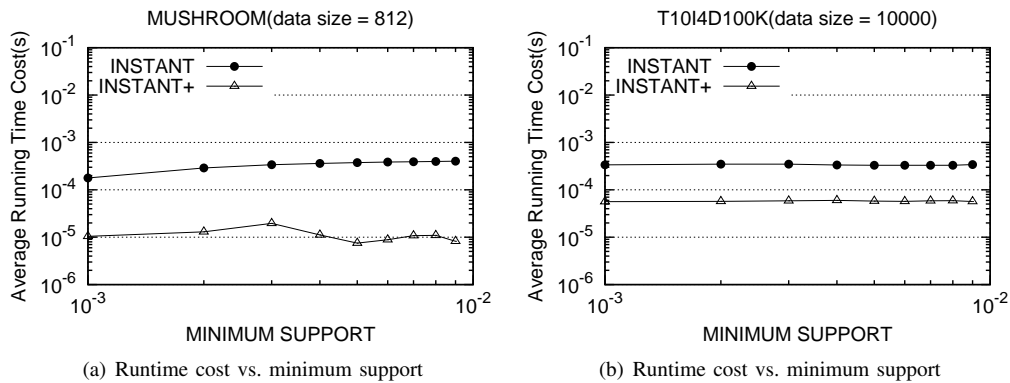 MUSHROOM(data size = 812)
Average Running Time Cost(s)
10^-1
10^-2
10^-3
10^-4
10^-5
10^-6
INSTANT
INSTANT+
10^-3
10^-2
MINIMUM SUPPORT
(a) Runtime cost vs. minimum support
T10I4D100K(data size = 10000)
Average Running Time Cost(s)
10^-1
10^-2
10^-3
10^-4
10^-5
10^-6
INSTANT
INSTANT+
10^-3
10^-2
MINIMUM SUPPORT
(b) Runtime cost vs. minimum support